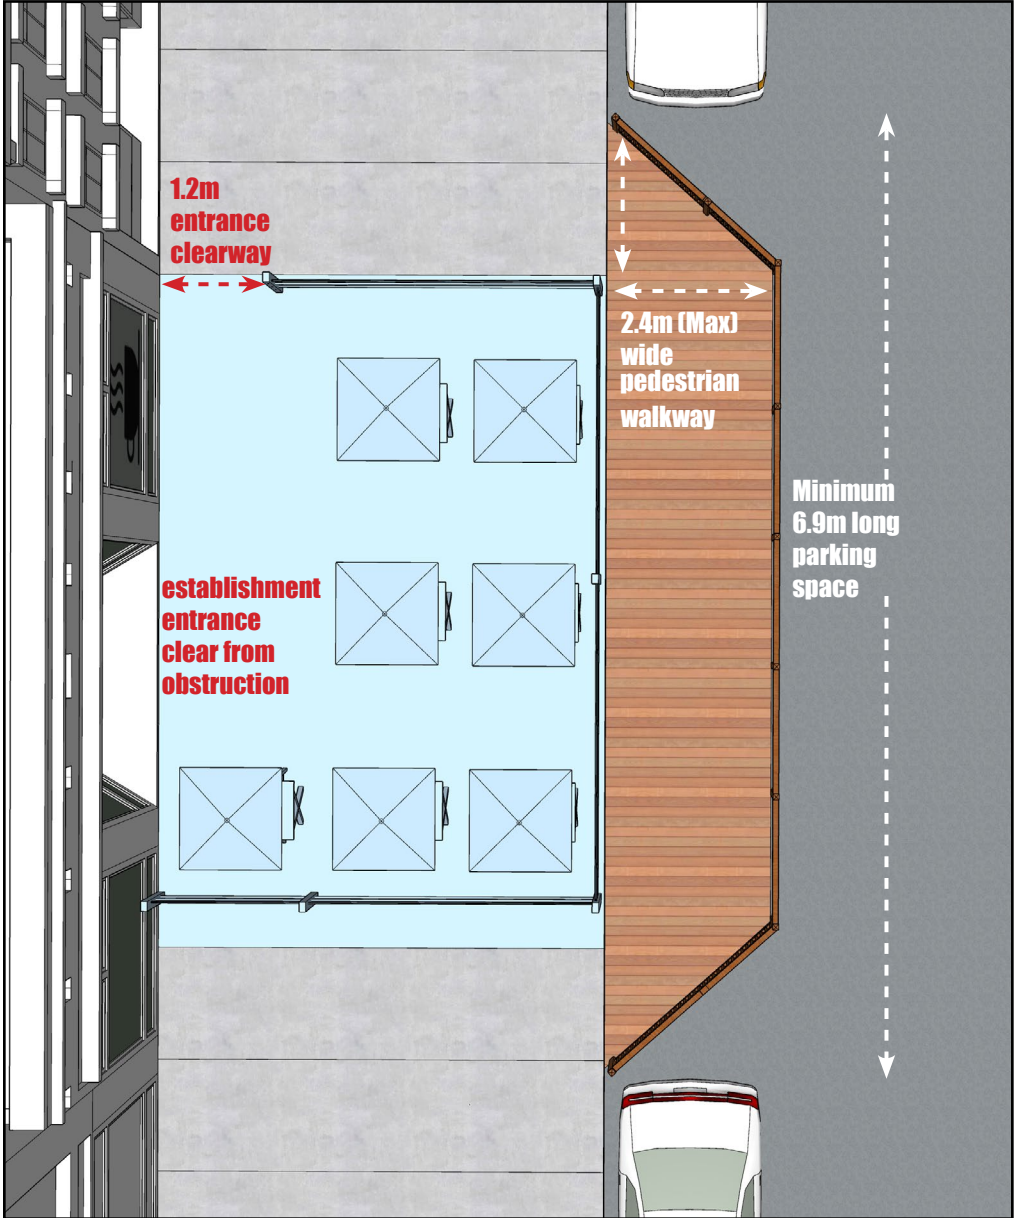 1.2m
entrance
clearway
2.4m (Max)
wide
pedestrian
walkway
Minimum
6.9m long
parking
space
establishment
entrance
clear from
obstruction